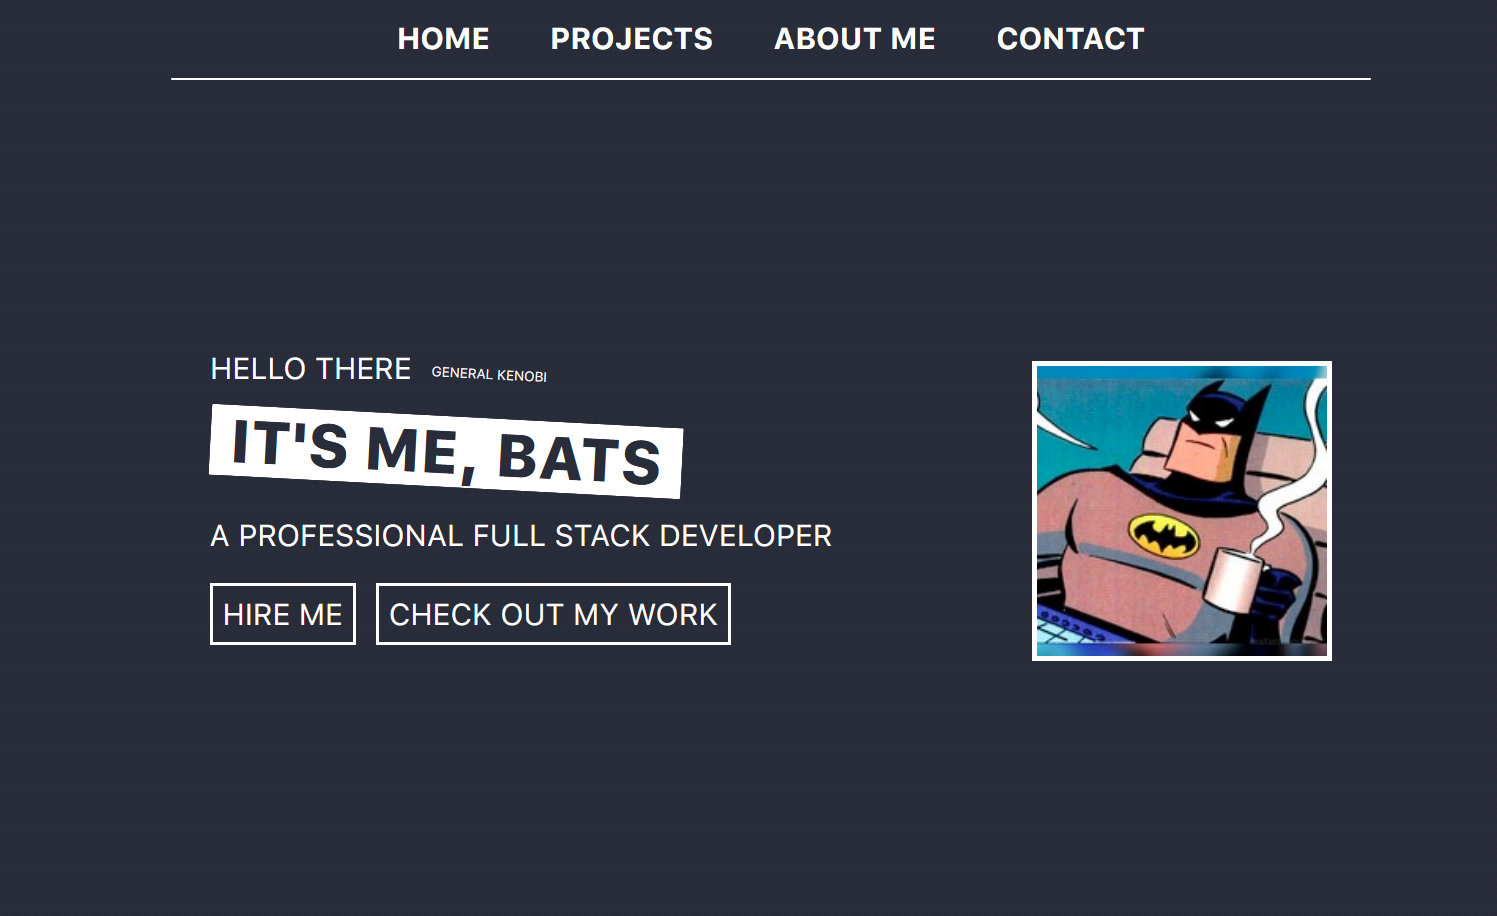 HOME PROJECTS ABOUT ME CONTACT
HELLO THERE GENERAL KENOBI
IT'S ME, BATS
A PROFESSIONAL FULL STACK DEVELOPER
HIRE ME CHECK OUT MY WORK